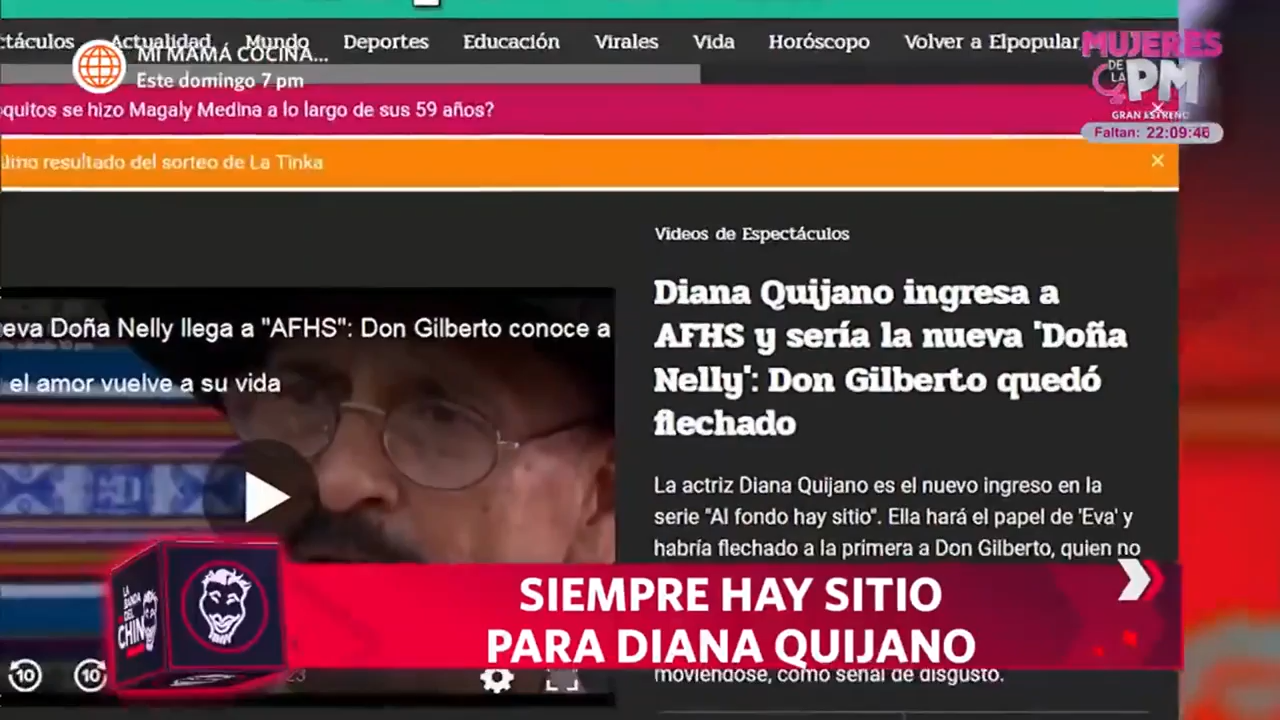 ctáculos Actualidad Mundo Deportes Educación Virales Vida Horóscopo Volver a Elpopular
MI MAMÁ COCINA...
Este domingo 7 pm
MUJERES
DE LA PM
GRAN ESTRENO
Faltan: 22:09:46
quitos se hizo Magaly Medina a lo largo de sus 59 años?
resultado del sorteo de La Tinka
Videos de Espectáculos
Diana Quijano ingresa a
AFHS y sería la nueva 'Doña
Nelly': Don Gilberto quedó
flechado
eva Doña Nelly llega a "AFHS": Don Gilberto conoce a
el amor vuelve a su vida
La actriz Diana Quijano es el nuevo ingreso en la
serie "Al fondo hay sitio". Ella hará el papel de 'Eva' y
habría flechado a la primera a Don Gilberto, quien no
LA BANDA DEL CHINO
SIEMPRE HAY SITIO
PARA DIANA QUIJANO
10 10 23
moviéndose, como señal de disgusto.